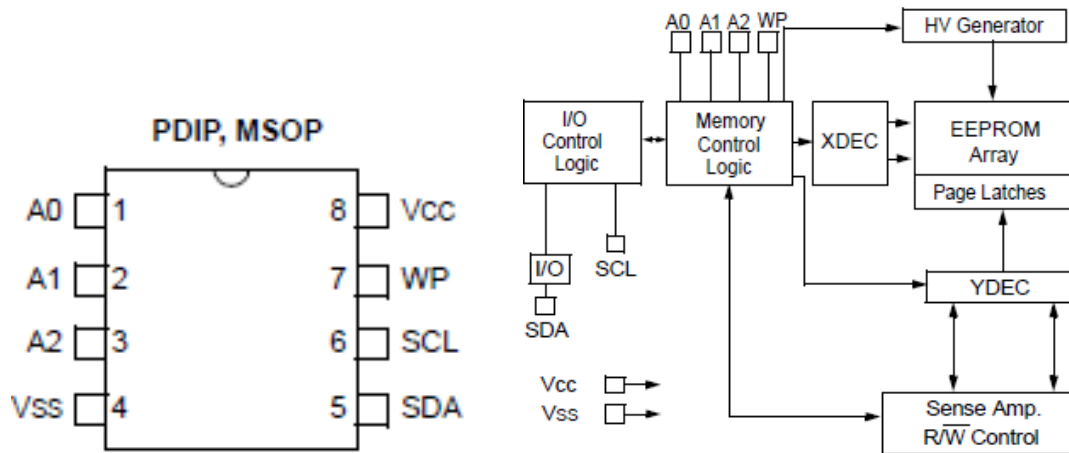 PDIP, MSOP
A0 1 8 VCC
A1 2 7 WP
A2 3 6 SCL
VSS 4 5 SDA
A0 A1 A2 WP
HV Generator
I/O
Control
Logic
Memory
Control
Logic
XDEC
EEPROM
Array
Page Latches
I/O
SCL
SDA
YDEC
Vcc
Vss
Sense Amp.
R/W̅ Control